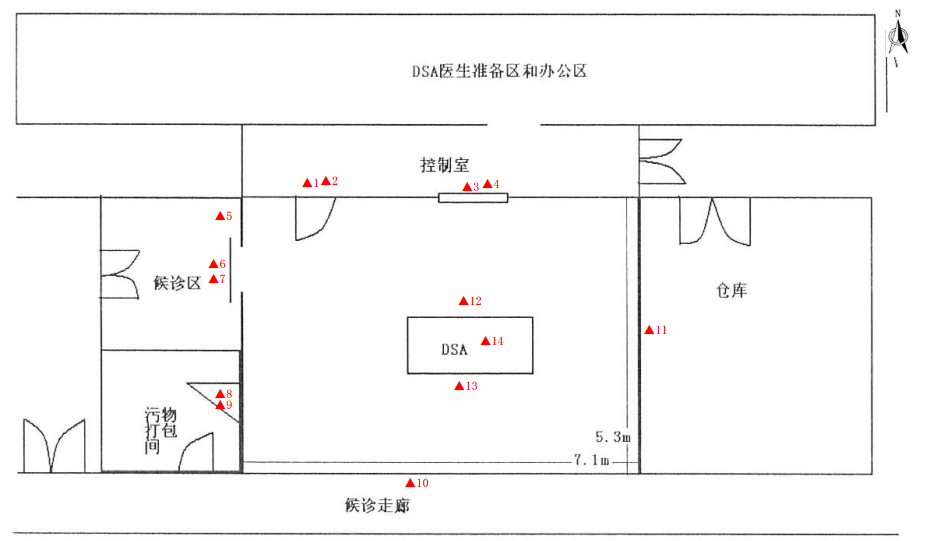 N
DSA医生准备区和办公区
控制室
▲1
▲2
▲3
▲4
▲5
▲6
▲7
候诊区
仓库
▲12
▲11
▲14
DSA
▲13
▲8
▲9
污物
打包
间
5.3m
7.1m
▲10
候诊走廊